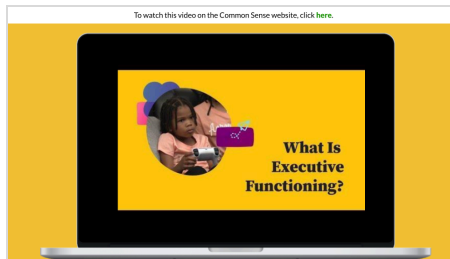 To watch this video on the Common Sense website, click here.
What Is
Executive
Functioning?